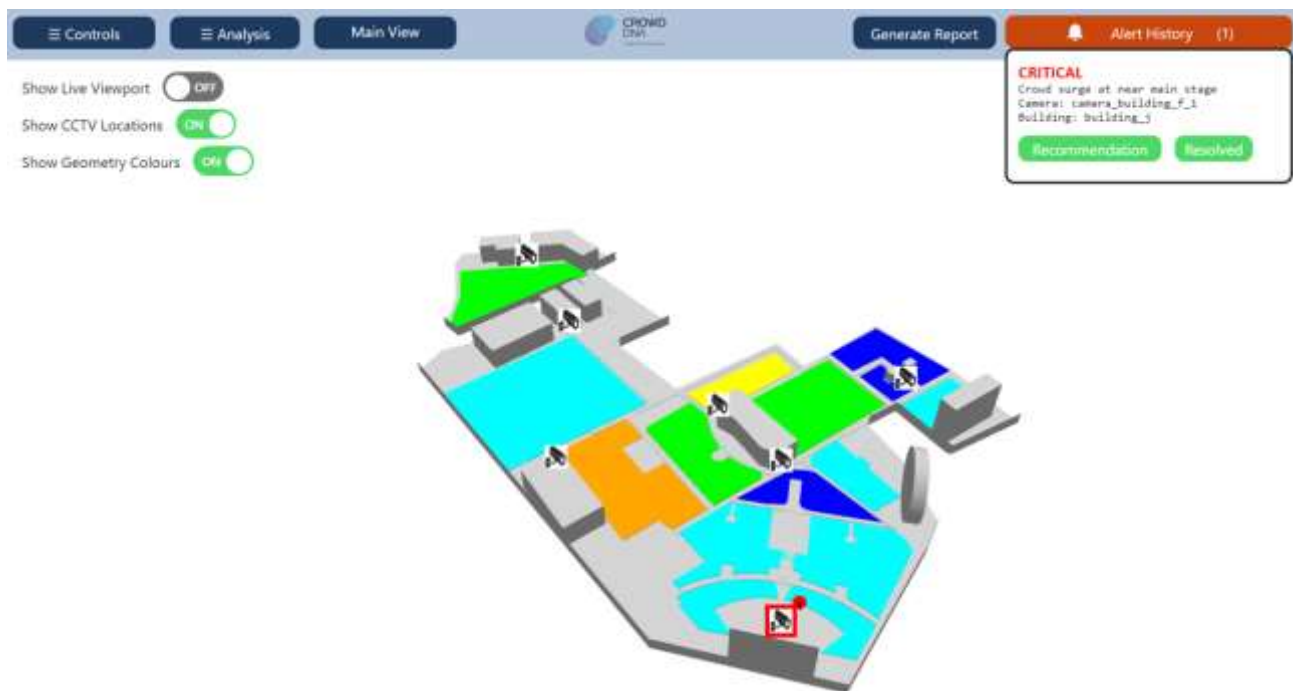 ☰ Controls
☰ Analysis
Main View
CROWD
DNA
Generate Report
Alert History (1)
Show Live Viewport OFF
Show CCTV Locations ON
Show Geometry Colours ON
CRITICAL
Crowd surge at near main stage
Camera: camera_building_f_1
Building: building_j
Recommendation
Resolved